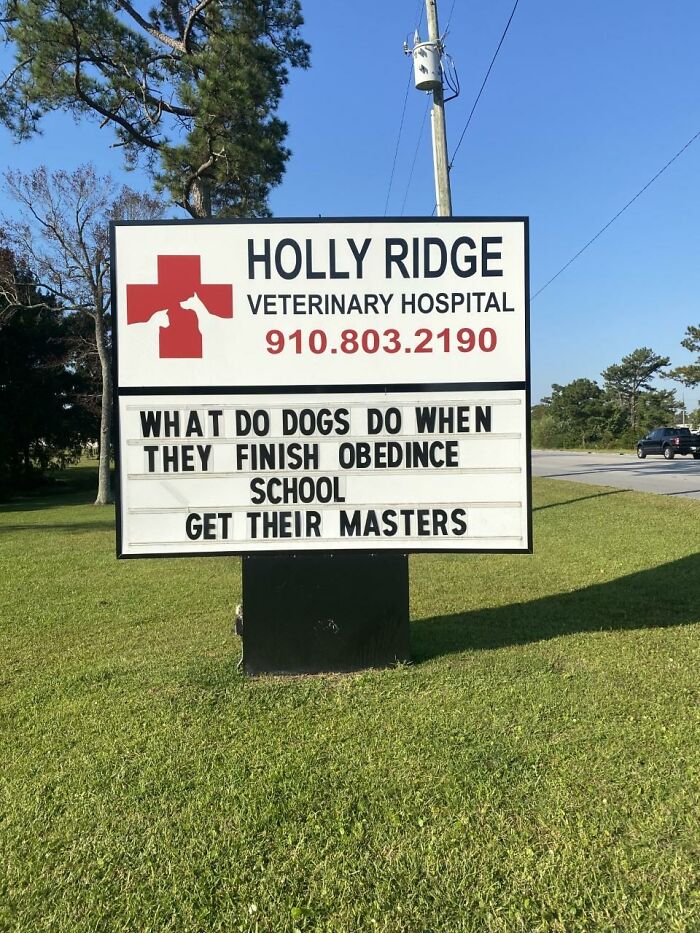 HOLLY RIDGE
VETERINARY HOSPITAL
910.803.2190
WHAT DO DOGS DO WHEN
THEY FINISH OBEDINCE
SCHOOL
GET THEIR MASTERS